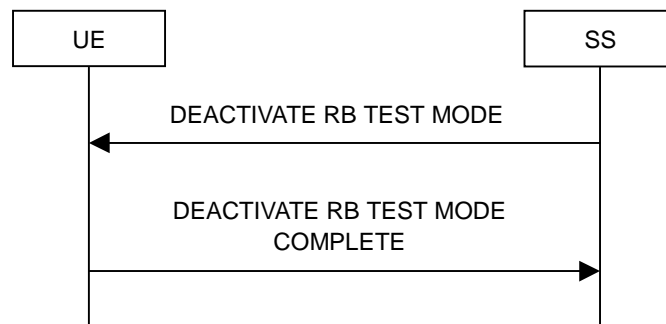 UE
SS
DEACTIVATE RB TEST MODE
DEACTIVATE RB TEST MODE
COMPLETE